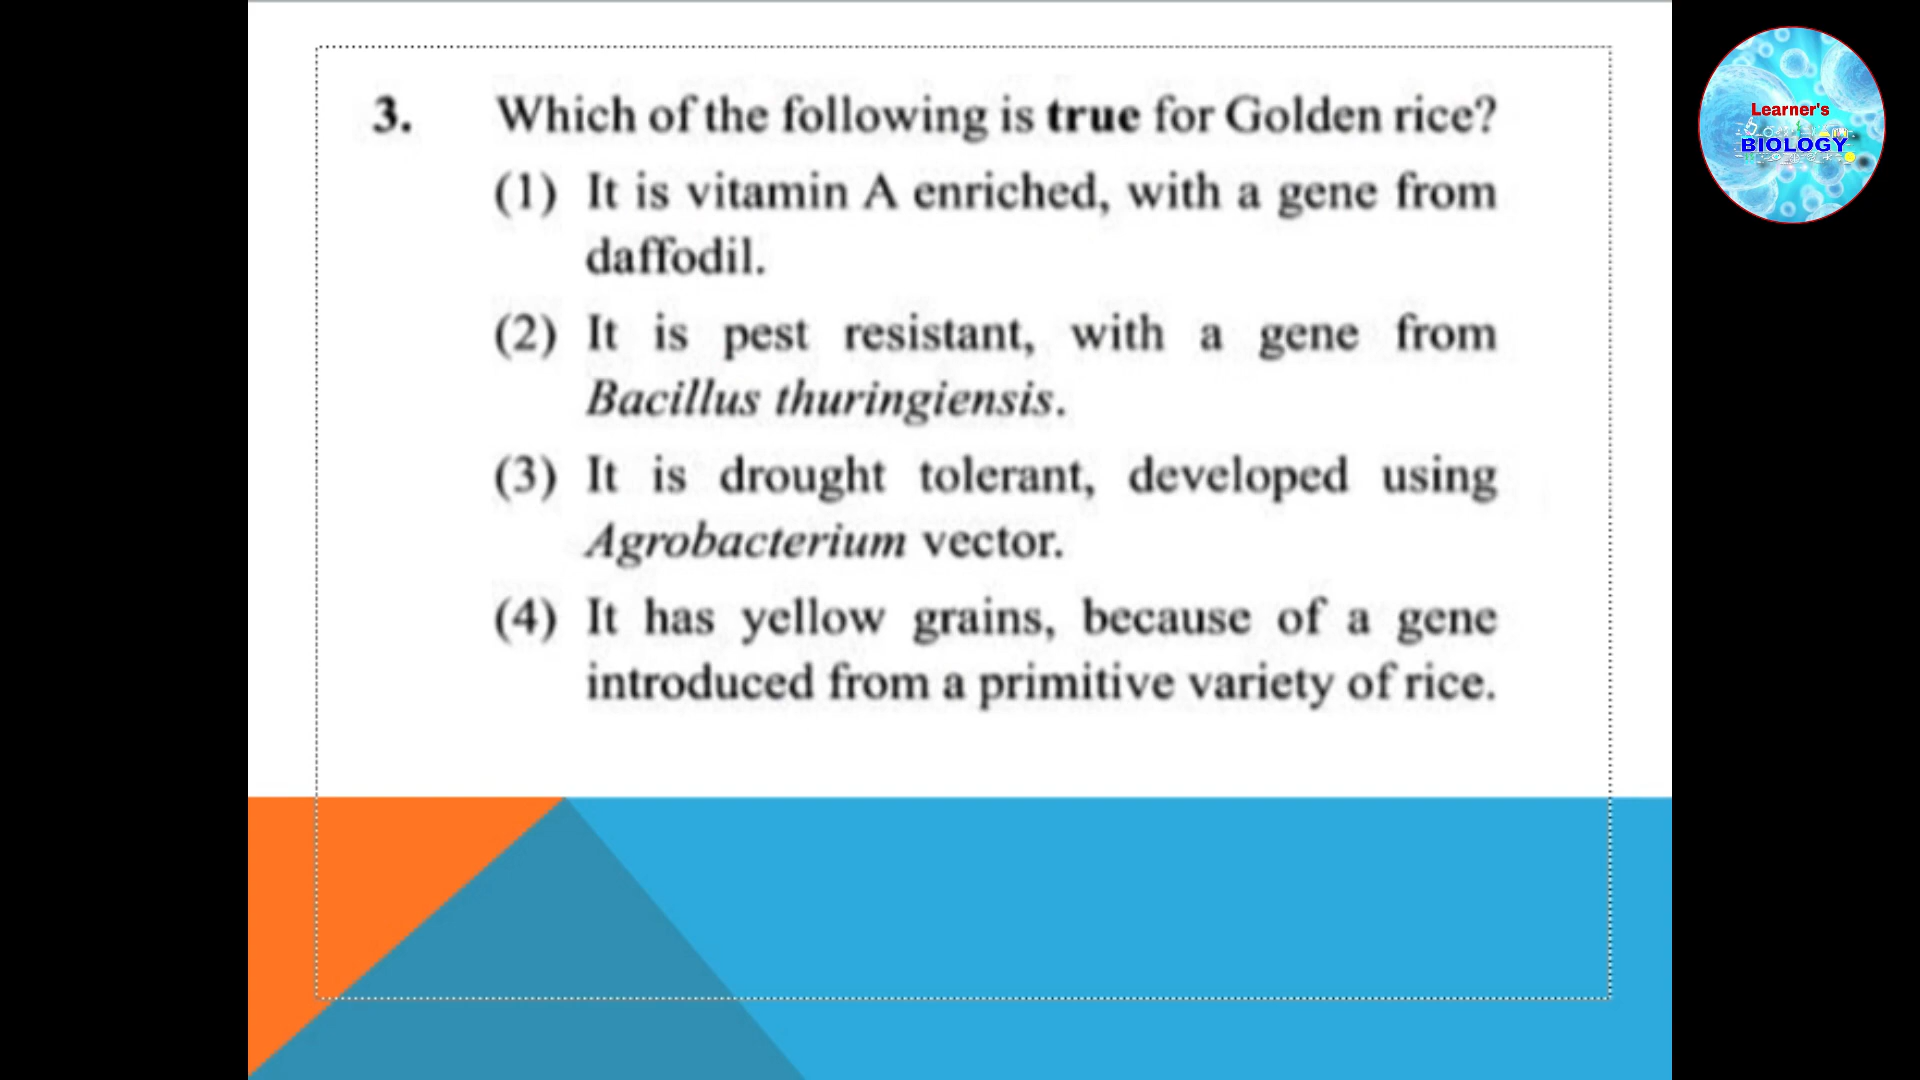 3. Which of the following is true for Golden rice?
(1) It is vitamin A enriched, with a gene from
daffodil.
(2) It is pest resistant, with a gene from
Bacillus thuringiensis.
(3) It is drought tolerant, developed using
Agrobacterium vector.
(4) It has yellow grains, because of a gene
introduced from a primitive variety of rice.
Learner's
BIOLOGY